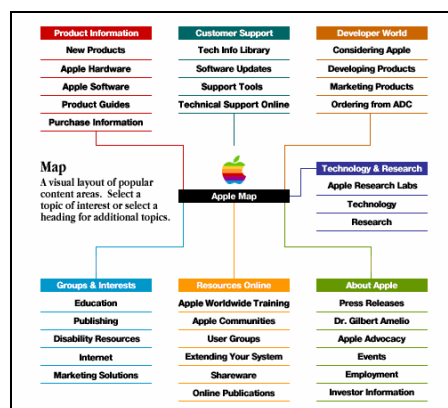 Product Information
New Products
Apple Hardware
Apple Software
Product Guides
Purchase Information
Customer Support
Tech Info Library
Software Updates
Support Tools
Technical Support Online
Developer World
Considering Apple
Developing Products
Marketing Products
Ordering from ADC
Map
A visual layout of popular
content areas. Select a
topic of interest or select a
heading for additional topics.
Apple Map
Technology & Research
Apple Research Labs
Technology
Research
Groups & Interests
Education
Publishing
Disability Resources
Internet
Marketing Solutions
Resources Online
Apple Worldwide Training
Apple Communities
User Groups
Extending Your System
Shareware
Online Publications
About Apple
Press Releases
Dr. Gilbert Amelio
Apple Advocacy
Events
Employment
Investor Information